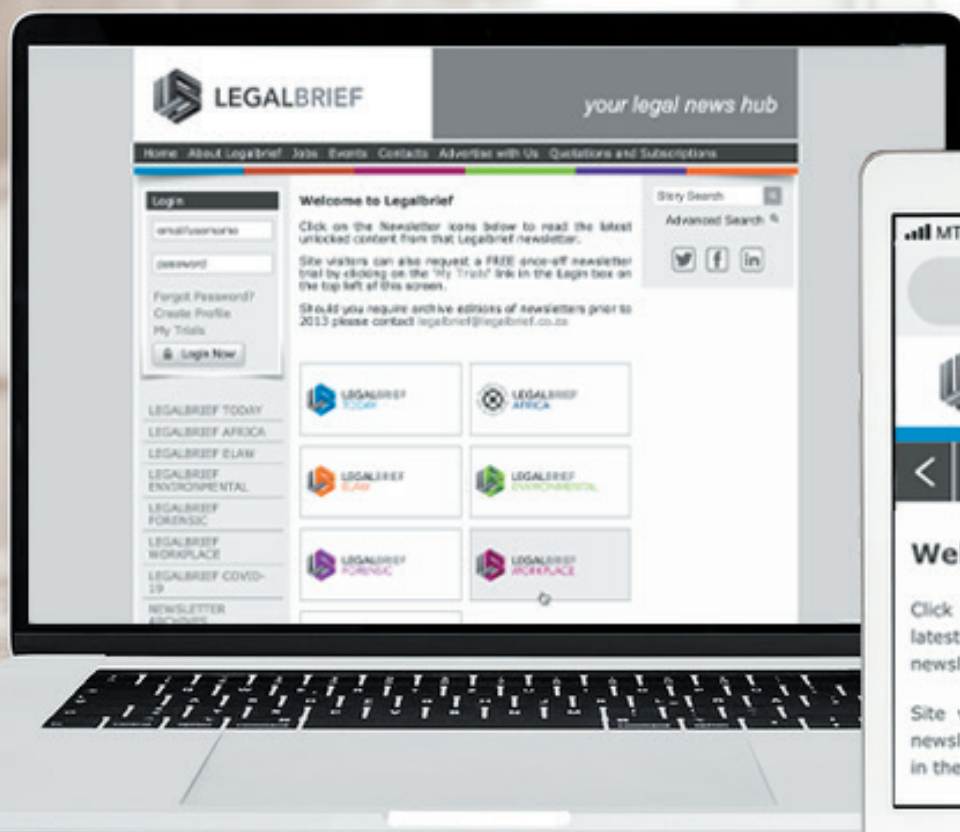 LEGALBRIEF
your legal news hub
Home About Legalbrief Jobs Events Contacts Advertise with Us Quotations and Subscriptions
Login
email/username
password
Forgot Password?
Create Profile
My Trials
Login Now
LEGALBRIEF TODAY
LEGALBRIEF AFRICA
LEGALBRIEF ELAW
LEGALBRIEF
ENVIRONMENTAL
LEGALBRIEF
FORENSIC
LEGALBRIEF
WORKPLACE
LEGALBRIEF COVID-
19
NEWSLETTER
ARCHIVES
Welcome to Legalbrief
Click on the Newsletter icons below to read the latest
unlocked content from that Legalbrief newsletter.
Site visitors can also request a FREE once-off newsletter
trial by clicking on the 'My Trials' link in the Login box on
the top left of this screen.
Should you require archive editions of newsletters prior to
2013 please contact legalbrief@legalbrief.co.za
LEGALBRIEF
TODAY
LEGALBRIEF
AFRICA
LEGALBRIEF
ELAW
LEGALBRIEF
ENVIRONMENTAL
LEGALBRIEF
FORENSIC
LEGALBRIEF
WORKPLACE
Story Search
Advanced Search
f
in
MT
Wel
Click
latest
newsl
Site v
newsl
in the